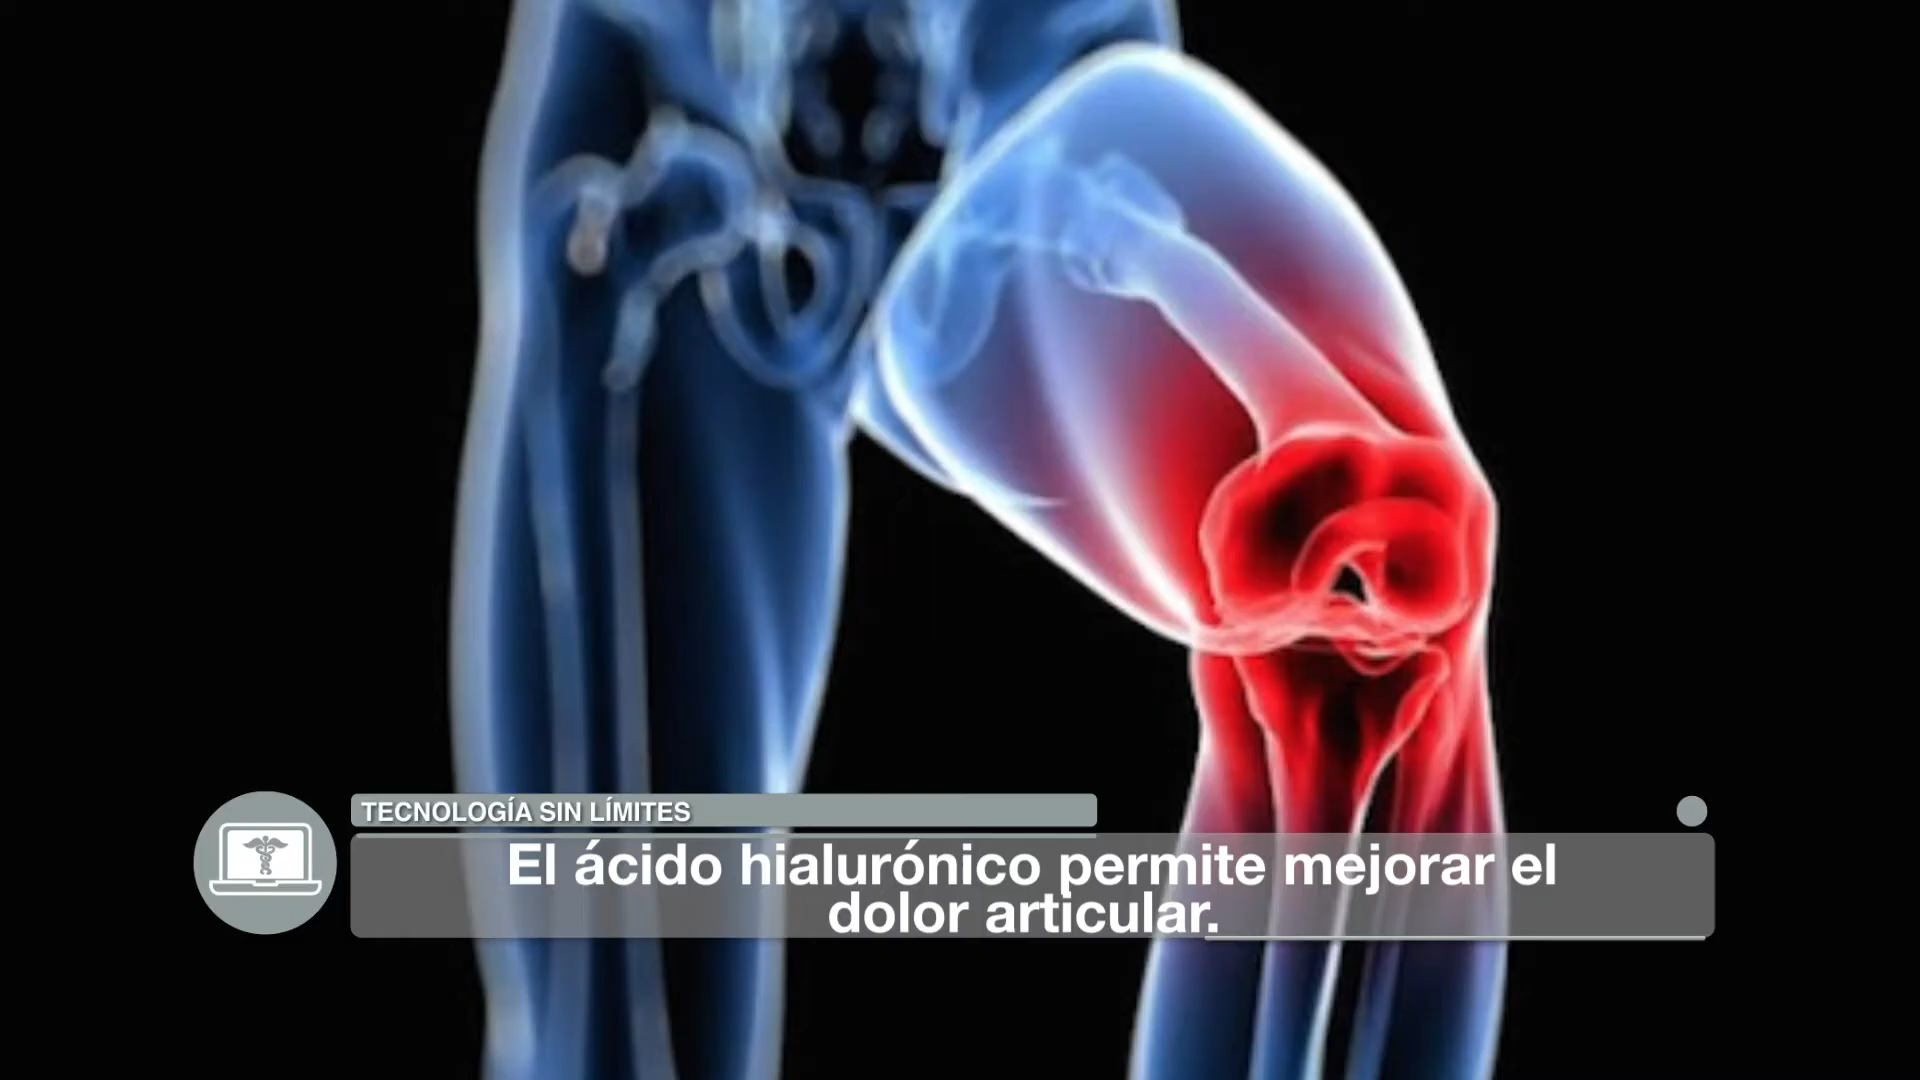 TECNOLOGÍA SIN LÍMITES
El ácido hialurónico permite mejorar el
dolor articular.